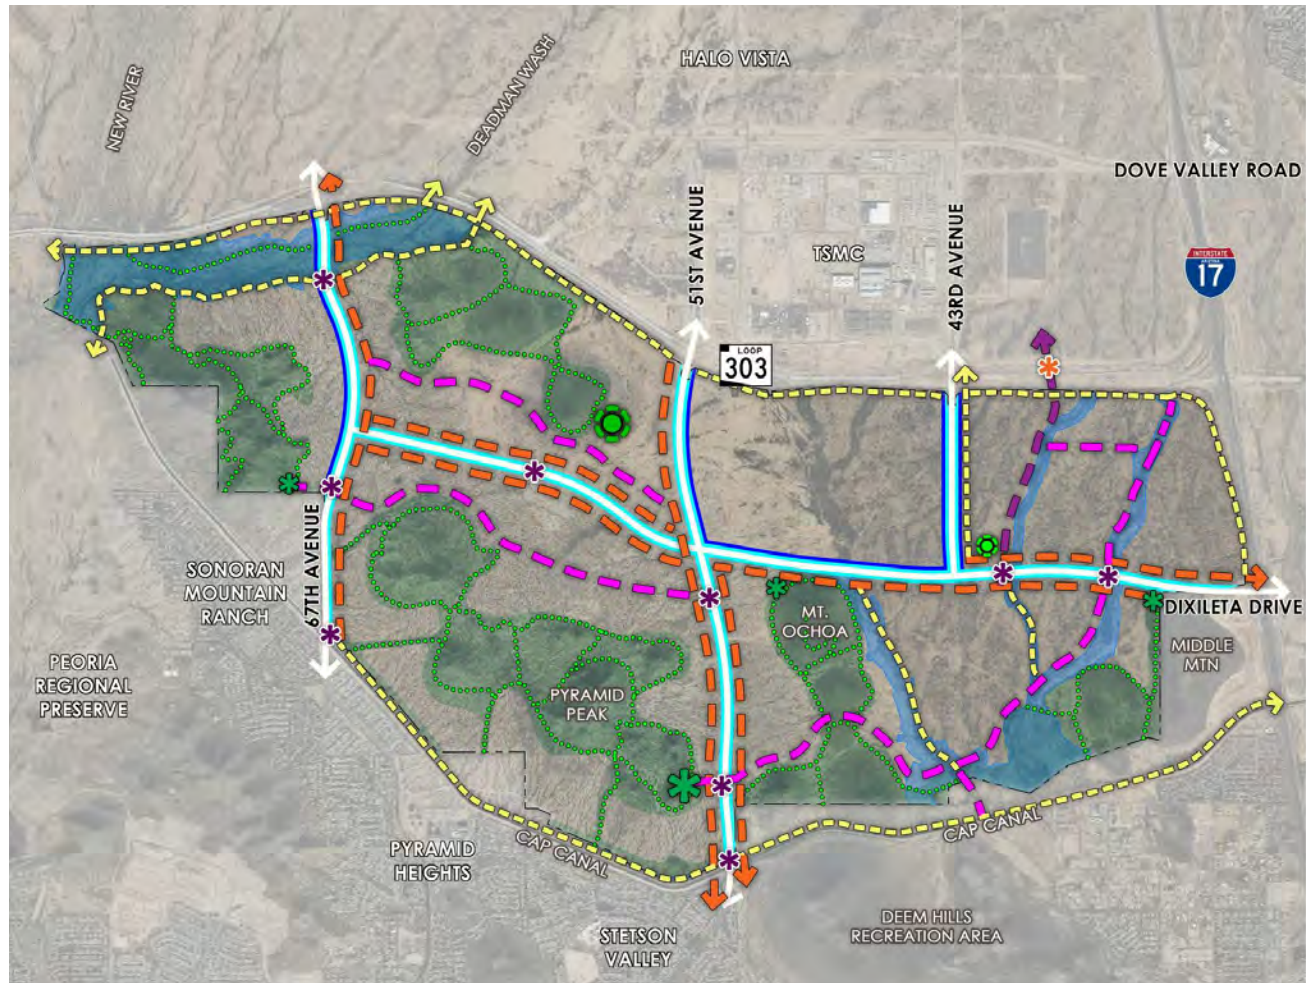 HALO VISTA
NEW RIVER
DEADMAN WASH
DOVE VALLEY ROAD
51ST AVENUE
43RD AVENUE
TSMC
INTERSTATE
ARIZONA
17
LOOP
303
67TH AVENUE
SONORAN
MOUNTAIN
RANCH
MT.
OCHOA
DIXILETA DRIVE
MIDDLE
MTN
PEORIA
REGIONAL
PRESERVE
PYRAMID
PEAK
CAP CANAL
CAP CANAL
PYRAMID
HEIGHTS
DEEM HILLS
RECREATION AREA
STETSON
VALLEY